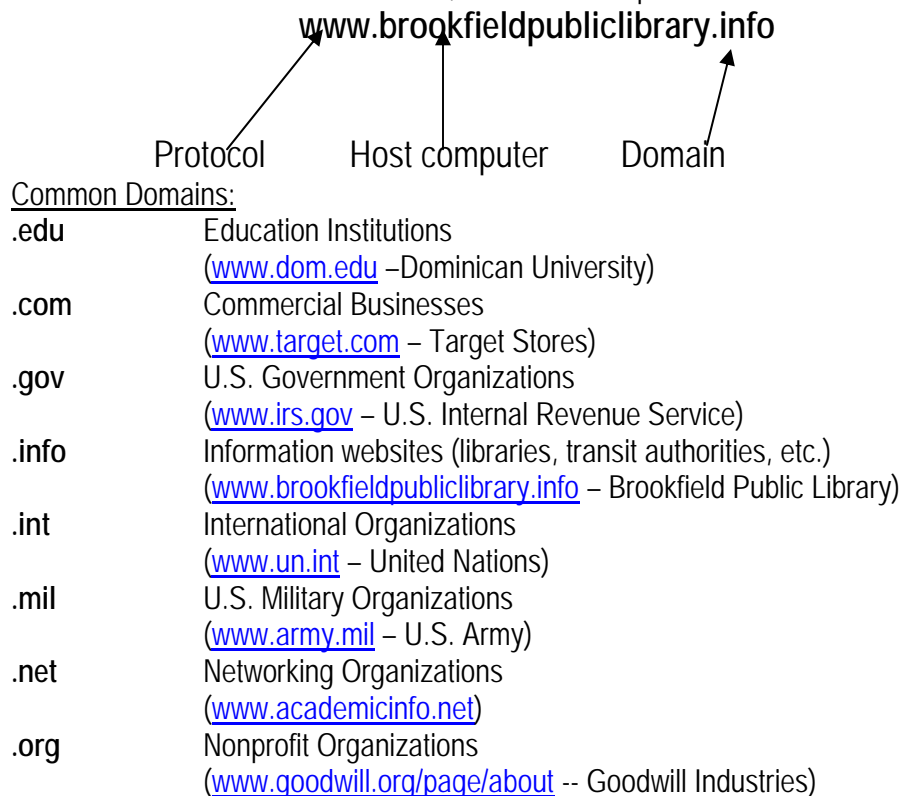 www.brookfieldpubliclibrary.info
Protocol Host computer Domain
Common Domains:
.edu Education Institutions
(www.dom.edu –Dominican University)
.com Commercial Businesses
(www.target.com – Target Stores)
.gov U.S. Government Organizations
(www.irs.gov – U.S. Internal Revenue Service)
.info Information websites (libraries, transit authorities, etc.)
(www.brookfieldpubliclibrary.info – Brookfield Public Library)
.int International Organizations
(www.un.int – United Nations)
.mil U.S. Military Organizations
(www.army.mil – U.S. Army)
.net Networking Organizations
(www.academicinfo.net)
.org Nonprofit Organizations
(www.goodwill.org/page/about -- Goodwill Industries)